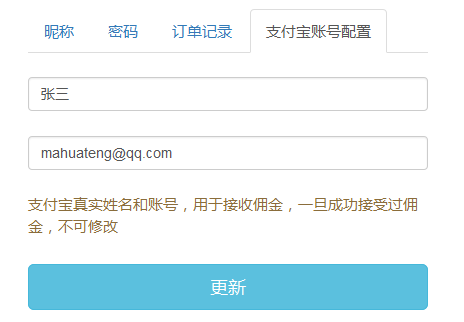 昵称 密码 订单记录 支付宝账号配置
张三
mahuateng@qq.com
支付宝真实姓名和账号，用于接收佣金，一旦成功接受过佣
金，不可修改
更新